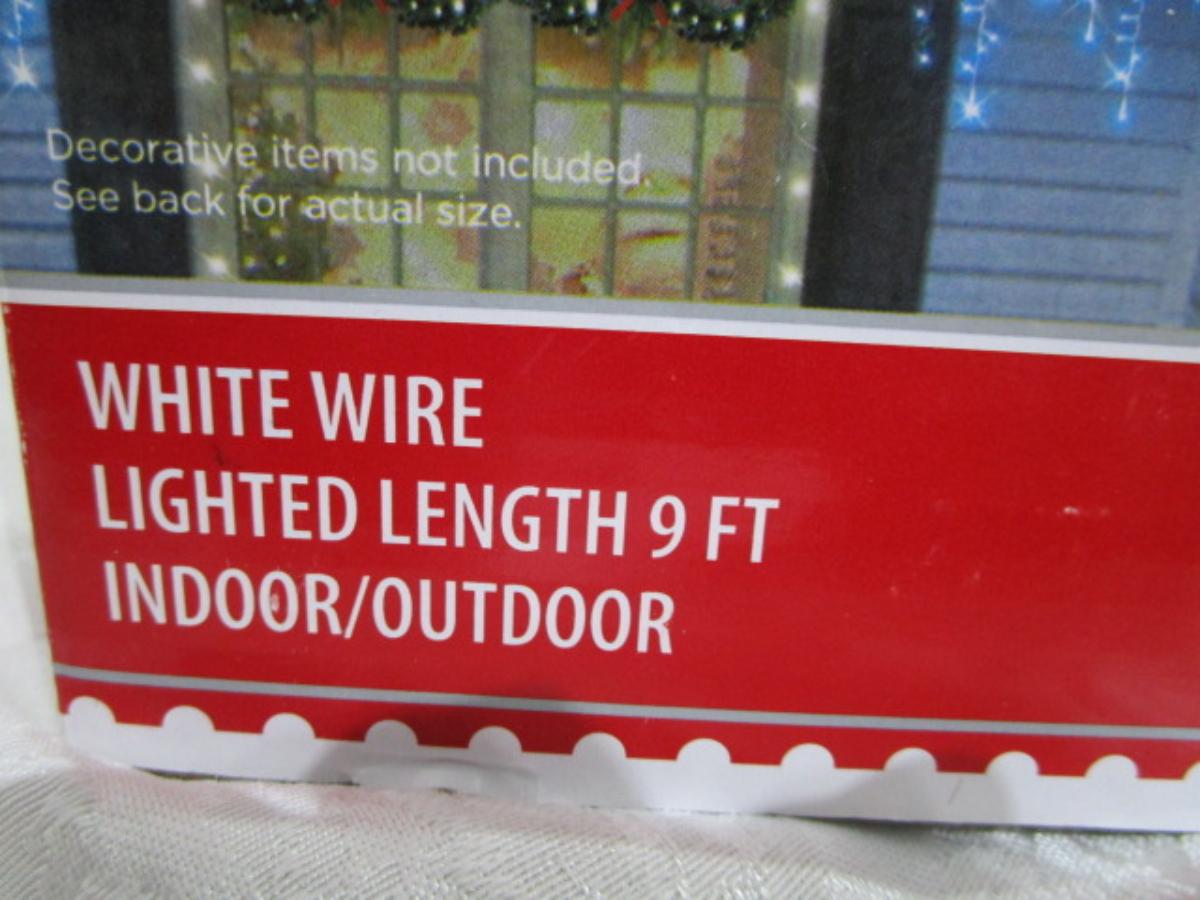 Decorative items not included.
See back for actual size.
WHITE WIRE
LIGHTED LENGTH 9 FT
INDOOR/OUTDOOR